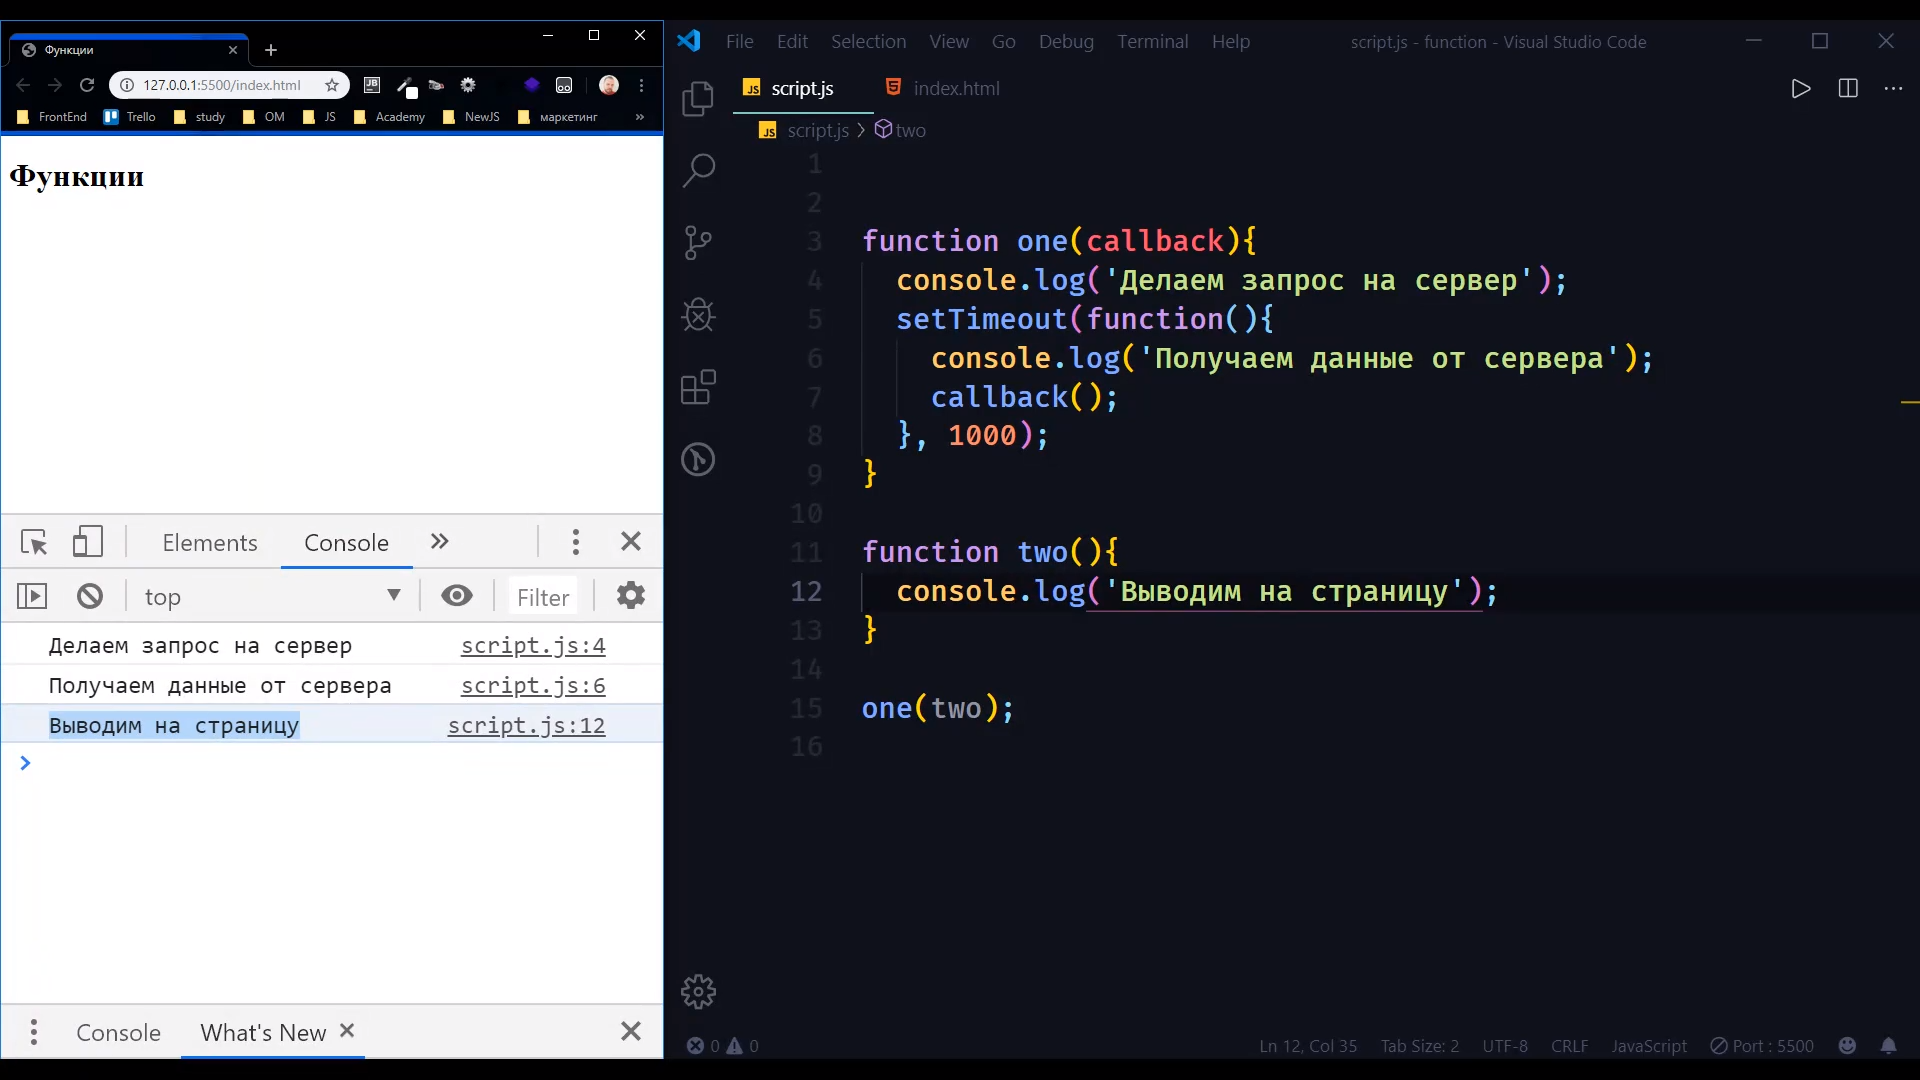 Функции
127.0.0.1:5500/index.html
FrontEnd Trello study OM JS Academy NewJS маркетинг »
Функции
Elements Console »
top Filter
Делаем запрос на сервер script.js:4
Получаем данные от сервера script.js:6
Выводим на страницу script.js:12
>
Console What's New
File Edit Selection View Go Debug Terminal Help script.js - function - Visual Studio Code
JS script.js index.html
JS script.js > two
1
2
3 function one(callback){
4 console.log('Делаем запрос на сервер');
5 setTimeout(function(){
6 console.log('Получаем данные от сервера');
7 callback();
8 }, 1000);
9 }
10
11 function two(){
12 console.log('Выводим на страницу');
13 }
14
15 one(two);
16
0 0 Ln 12, Col 35 Tab Size: 2 UTF-8 CRLF JavaScript Port : 5500